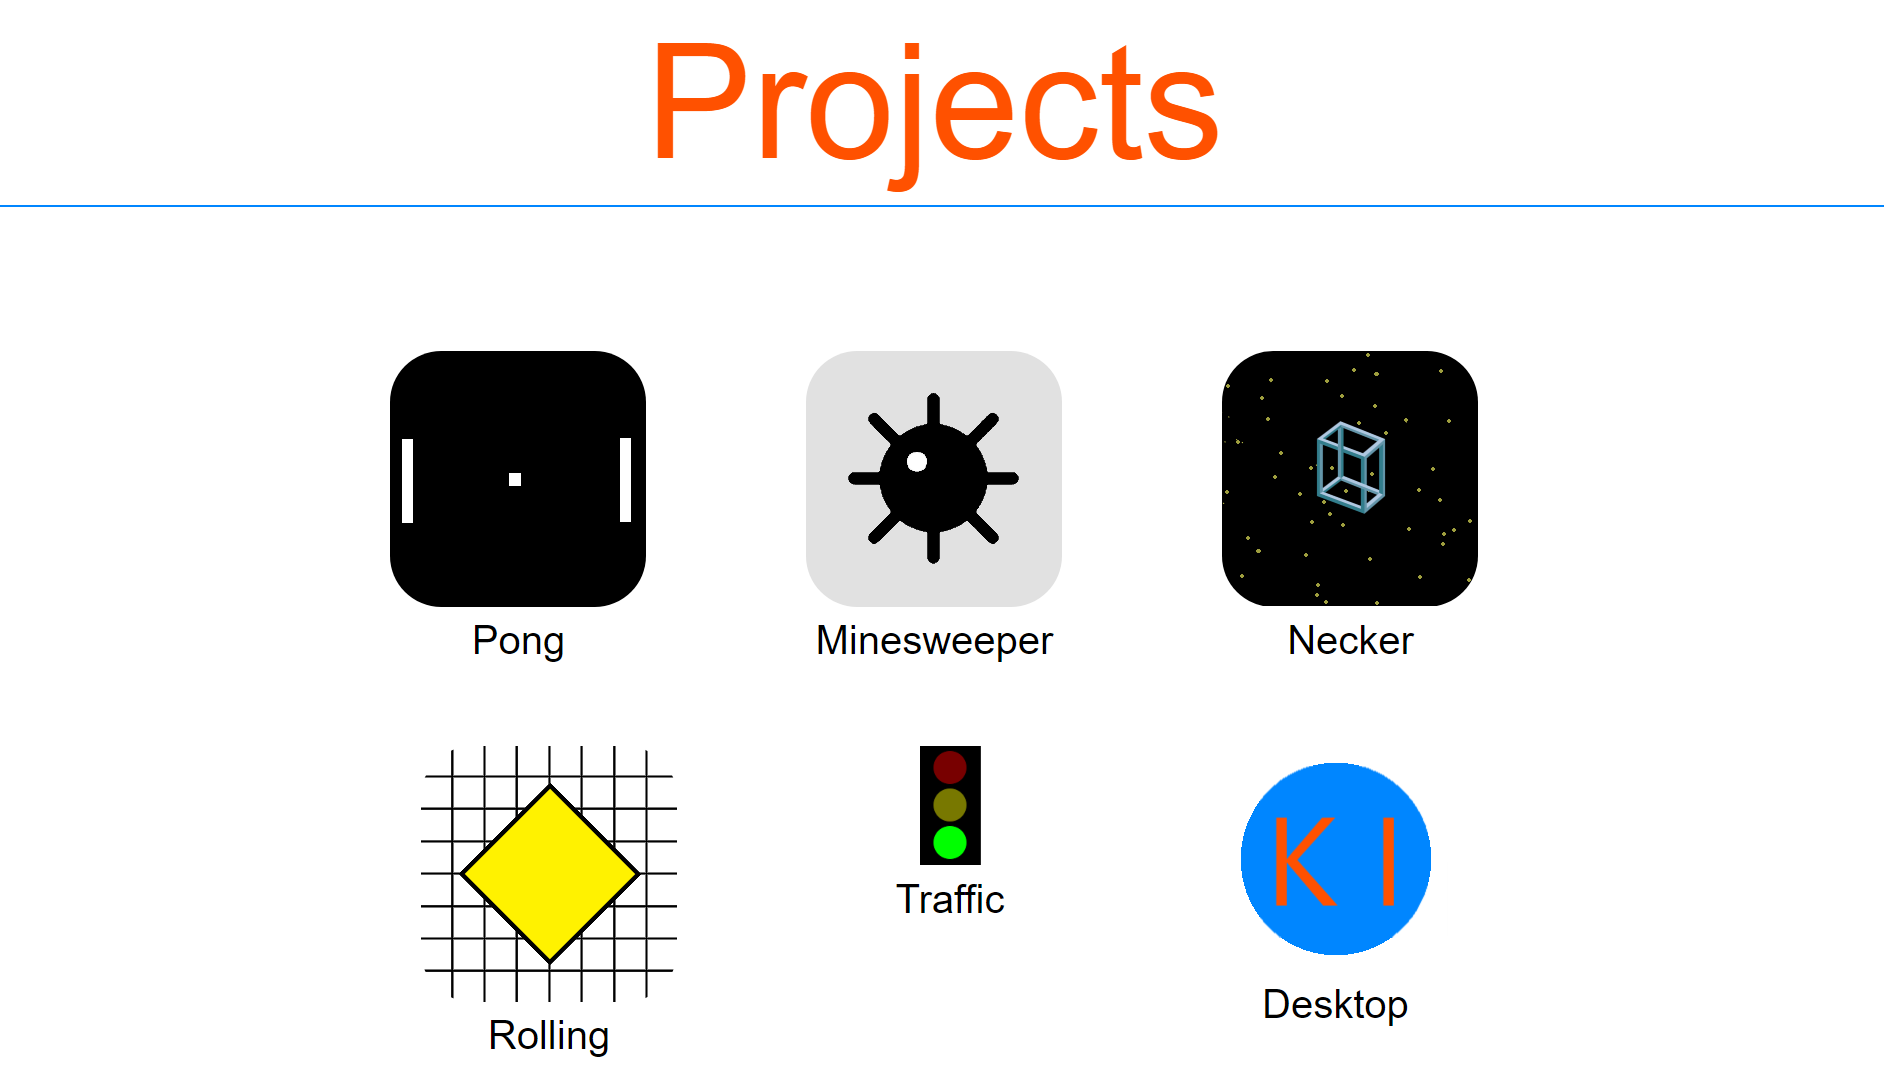 Projects
Pong
Minesweeper
Necker
K I
Rolling
Traffic
Desktop